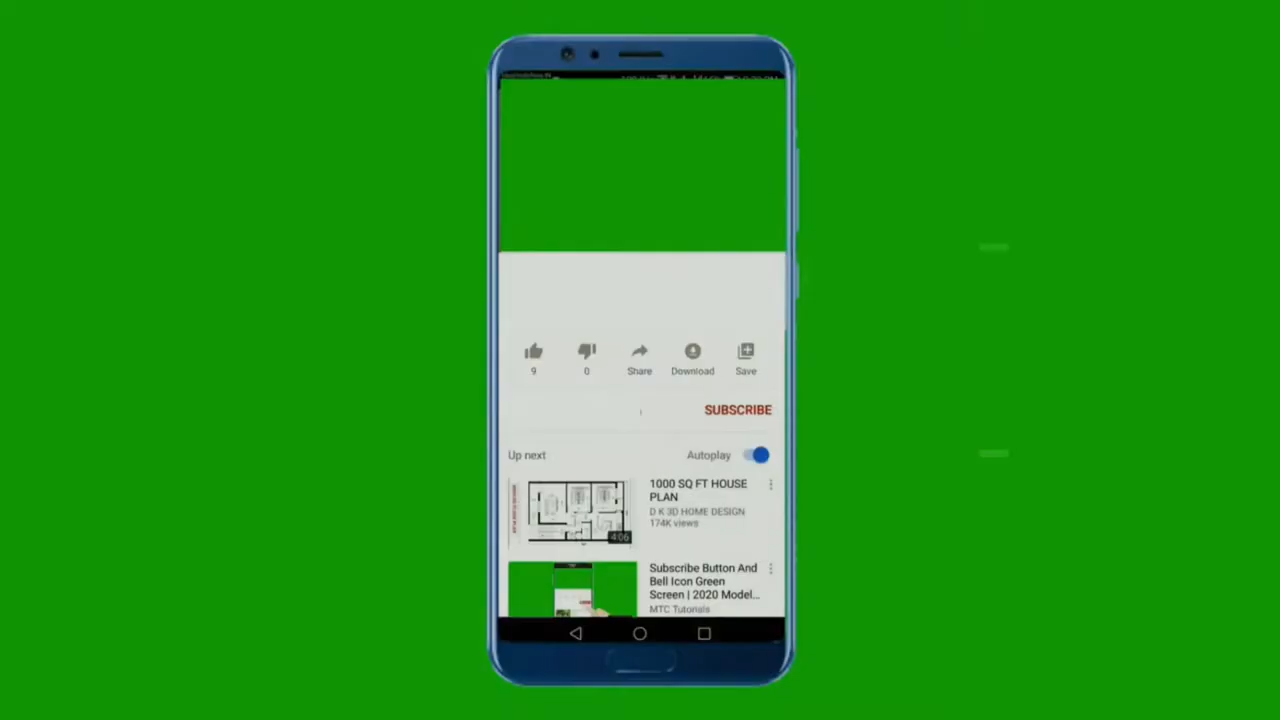 9
0
Share
Download
Save
SUBSCRIBE
Up next
Autoplay
1000 SQ FT HOUSE
PLAN
D K 3D HOME DESIGN
174K views
4:06
Subscribe Button And
Bell Icon Green
Screen | 2020 Model...
MTC Tutorials